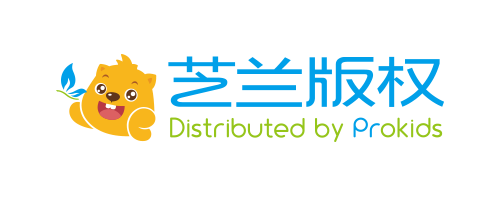 芝兰版权
Distributed by Prokids